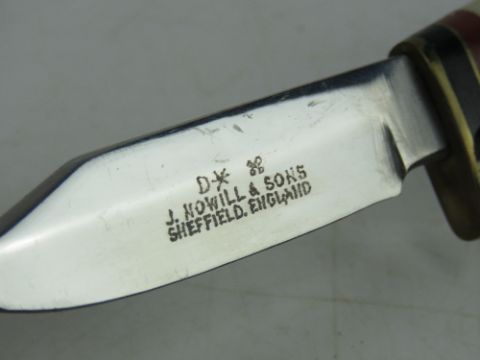 D*
J. NOWILL & SONS
SHEFFIELD. ENGLAND